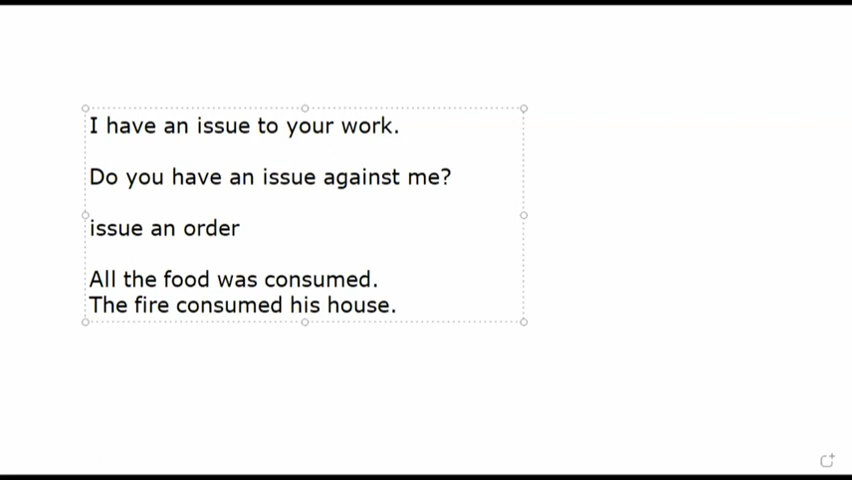 I have an issue to your work.
Do you have an issue against me?
issue an order
All the food was consumed.
The fire consumed his house.